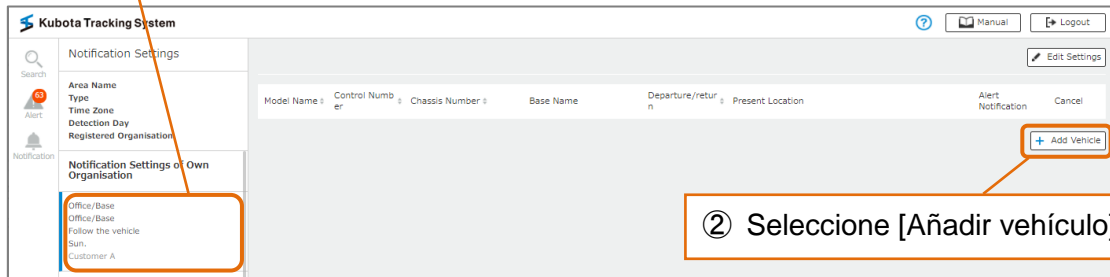 Kubota Tracking System
?
Manual
Logout
Search
63
Alert
Notification
Notification Settings
Area Name
Type
Time Zone
Detection Day
Registered Organisation
Notification Settings of Own
Organisation
Office/Base
Office/Base
Follow the vehicle
Sun.
Customer A
Edit Settings
Model Name
Control Numb
er
Chassis Number
Base Name
Departure/retur
n
Present Location
Alert
Notification
Cancel
+ Add Vehicle
② Seleccione [Añadir vehículo]